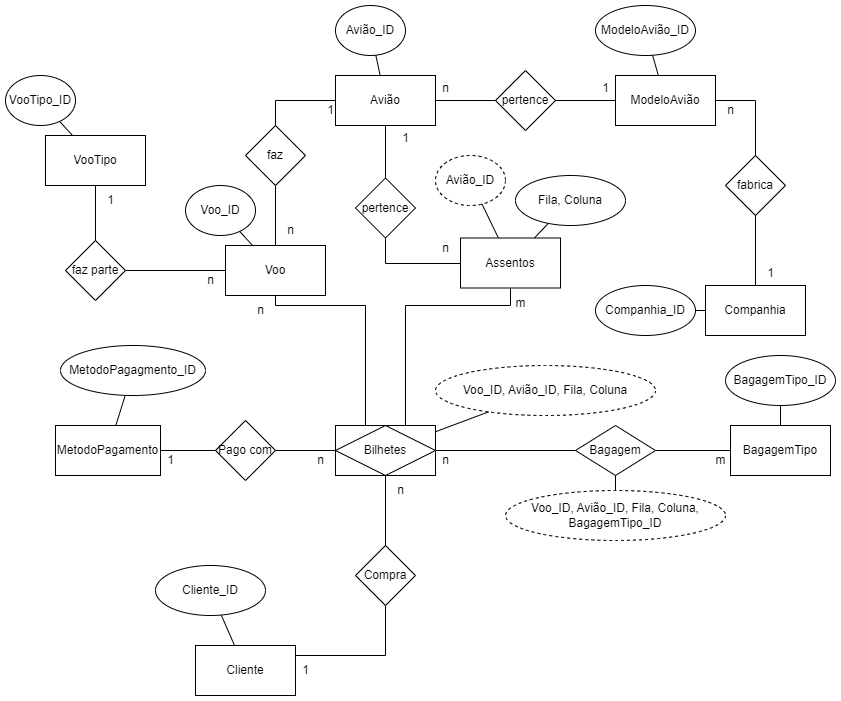 Avião_ID
ModeloAvião_ID
VooTipo_ID
Avião
n
pertence
1
ModeloAvião
1
n
1
VooTipo
faz
Avião_ID
fabrica
1
Voo_ID
pertence
Fila, Coluna
n
n
Assentos
1
faz parte
n
Voo
n
m
Companhia_ID
Companhia
MetodoPagagmento_ID
Voo_ID, Avião_ID, Fila, Coluna
BagagemTipo_ID
MetodoPagamento
1
Pago com
n
Bilhetes
n
Bagagem
m
BagagemTipo
n
Voo_ID, Avião_ID, Fila, Coluna,
BagagemTipo_ID
Compra
Cliente_ID
Cliente
1